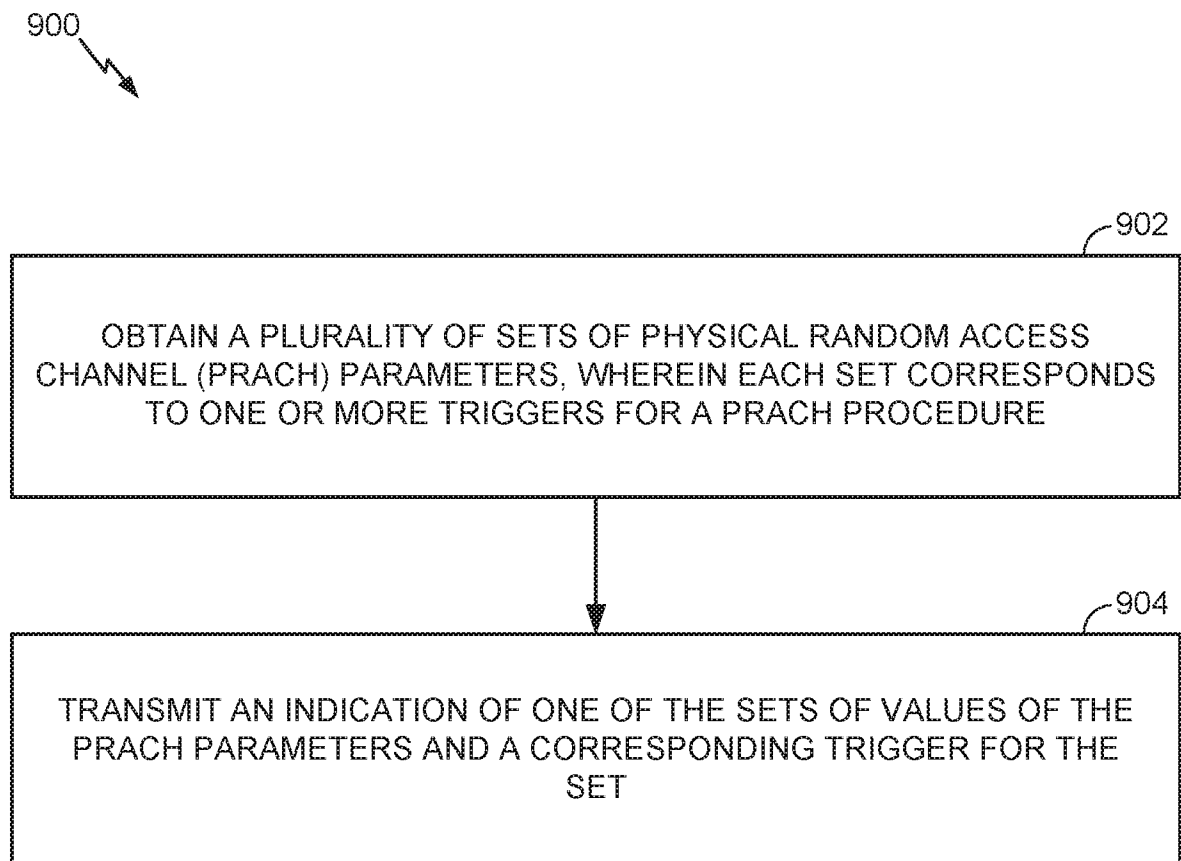 900
902
OBTAIN A PLURALITY OF SETS OF PHYSICAL RANDOM ACCESS
CHANNEL (PRACH) PARAMETERS, WHEREIN EACH SET CORRESPONDS
TO ONE OR MORE TRIGGERS FOR A PRACH PROCEDURE
904
TRANSMIT AN INDICATION OF ONE OF THE SETS OF VALUES OF THE
PRACH PARAMETERS AND A CORRESPONDING TRIGGER FOR THE
SET